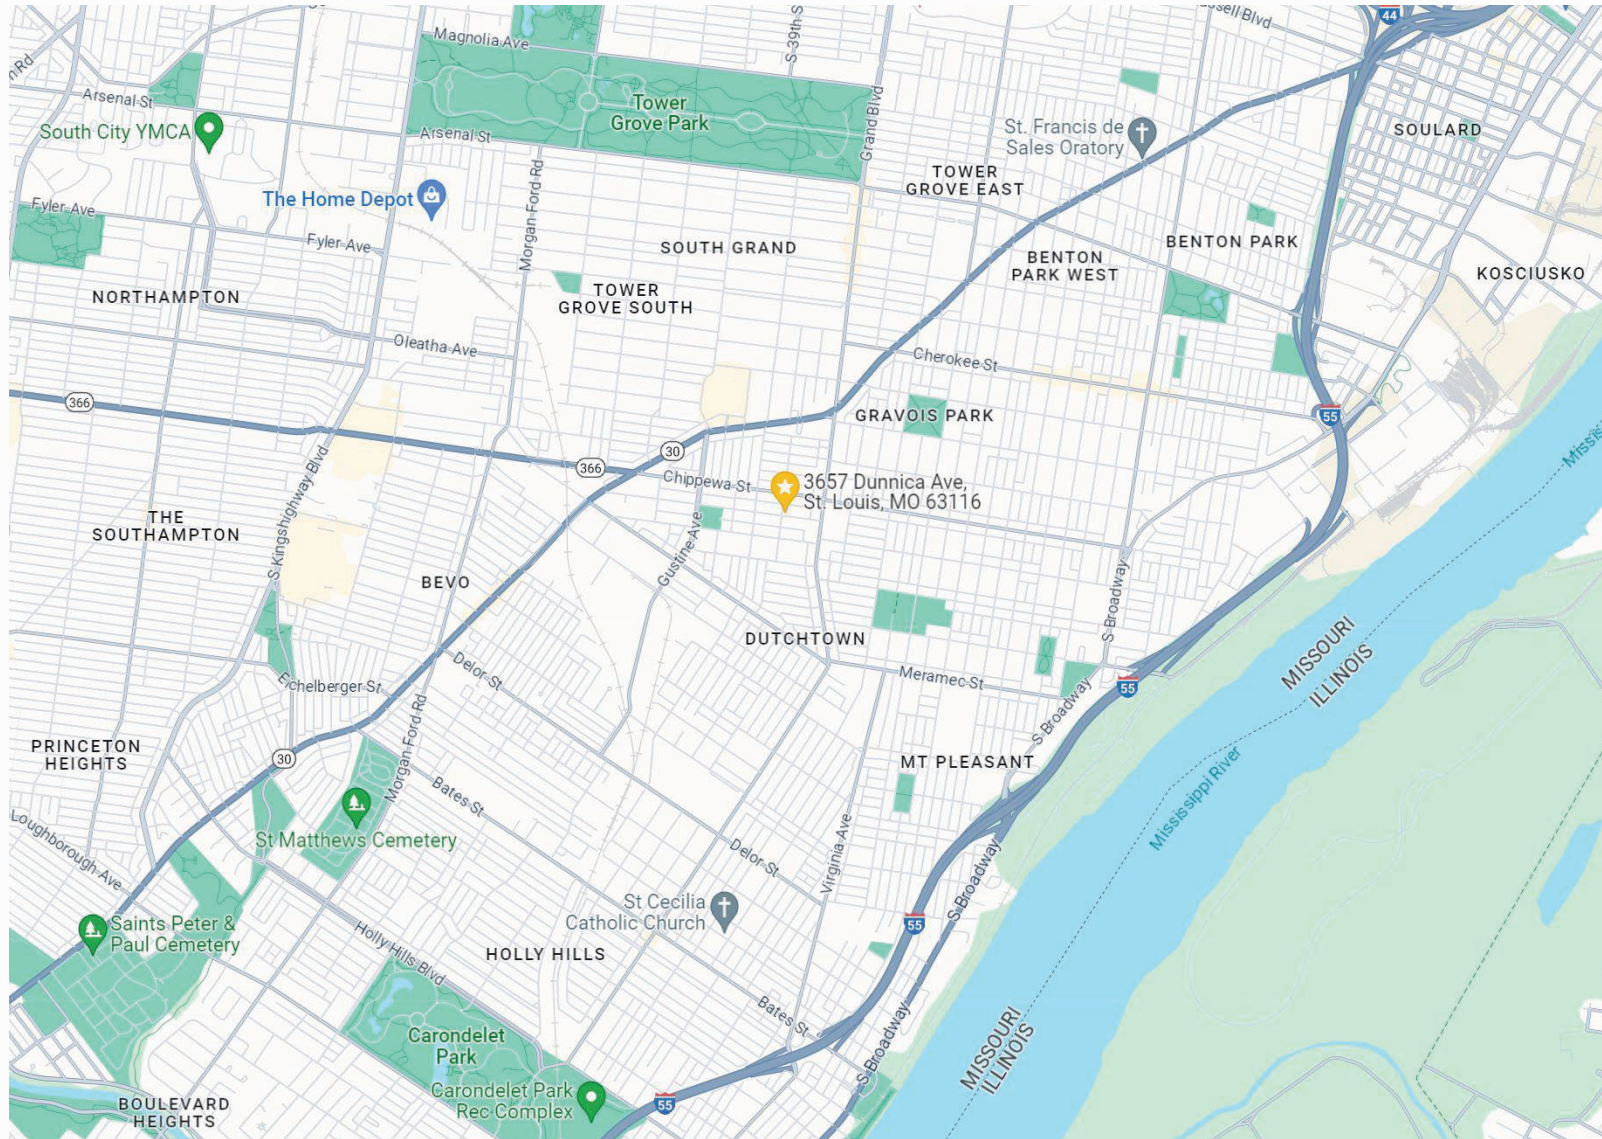 Magnolia Ave
S 39th S
44
Arsenal St
South City YMCA
Tower
Grove Park
Arsenal St
Grand Blvd
St. Francis de
Sales Oratory
SOULARD
TOWER
GROVE EAST
The Home Depot
Morgan Ford Rd
Fyler Ave
Fyler Ave
SOUTH GRAND
BENTON PARK
BENTON
PARK WEST
KOSCIUSKO
NORTHAMPTON
TOWER
GROVE SOUTH
Oleatha Ave
Cherokee St
366
GRAVOIS PARK
55
30
366
Chippewa St
3657 Dunnica Ave,
St. Louis, MO 63116
S Kingshighway Blvd
THE
SOUTHAMPTON
Gustine Ave
BEVO
S Broadway
DUTCHTOWN
MISSOURI
ILLINOIS
Delor St
Meramec St
Eichelberger St
55
S Broadway
Morgan Ford Rd
PRINCETON
HEIGHTS
30
MT PLEASANT
Mississippi River
Bates St
St Matthews Cemetery
Loughborough Ave
Delor St
Virginia Ave
S Broadway
St Cecilia
Catholic Church
55
Saints Peter &
Paul Cemetery
Holly Hills Blvd
HOLLY HILLS
Bates St
Carondelet
Park
S Broadway
MISSOURI
ILLINOIS
Carondelet Park
Rec Complex
55
BOULEVARD
HEIGHTS